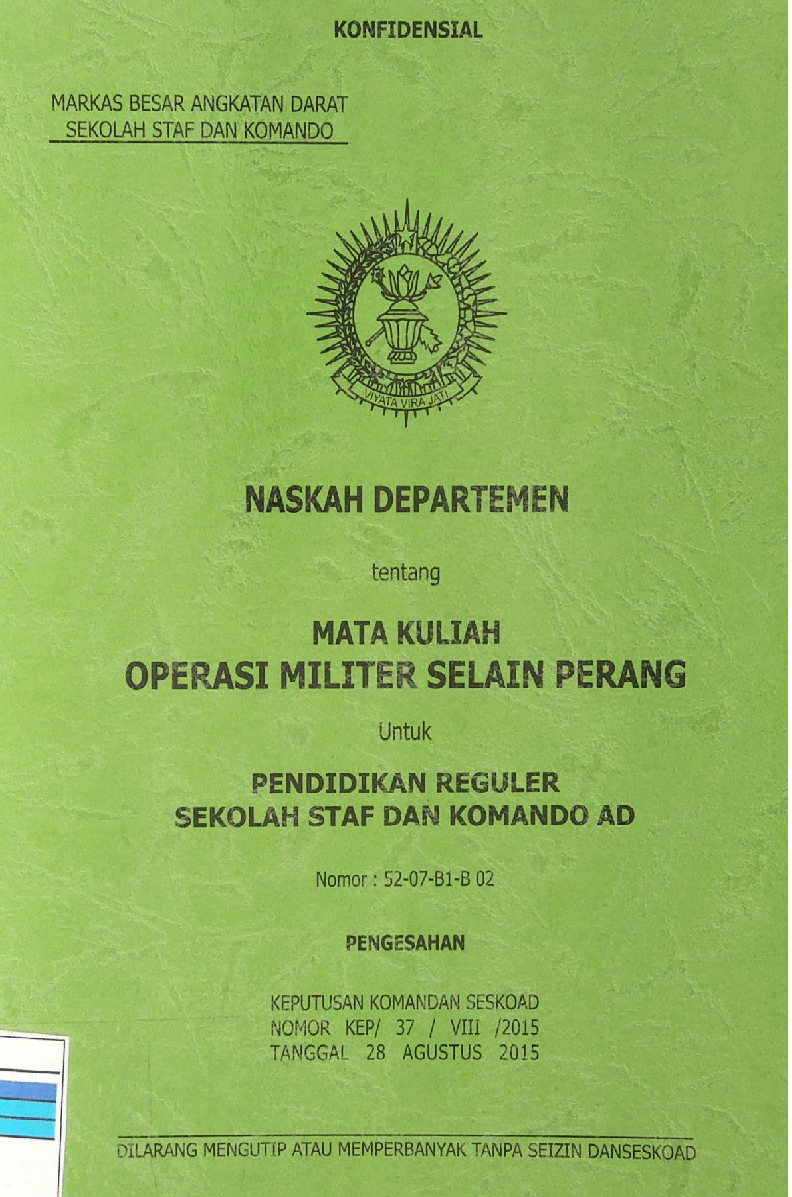 KONFIDENSIAL
MARKAS BESAR ANGKATAN DARAT
SEKOLAH STAF DAN KOMANDO
VIYATA VIRA JATI
NASKAH DEPARTEMEN
tentang
MATA KULIAH
OPERASI MILITER SELAIN PERANG
Untuk
PENDIDIKAN REGULER
SEKOLAH STAF DAN KOMANDO AD
Nomor : 52-07-B1-B 02
PENGESAHAN
KEPUTUSAN KOMANDAN SESKOAD
NOMOR KEP/ 37 / VIII /2015
TANGGAL 28 AGUSTUS 2015
DILARANG MENGUTIP ATAU MEMPERBANYAK TANPA SEIZIN DANSESKOAD